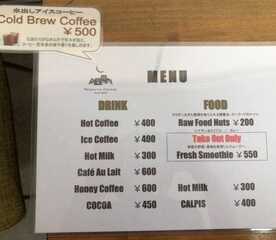 水出しアイスコーヒー
Cold Brew Coffee
¥500
MENU
DRINK
Hot Coffee ¥400
Ice Coffee ¥400
Hot Milk ¥300
Café Au Lait ¥600
Honey Coffee ¥600
COCOA ¥450
FOOD
Raw Food Nuts ¥200
Take Out Only
Fresh Smoothie ¥550
Hot Milk ¥300
CALPIS ¥400